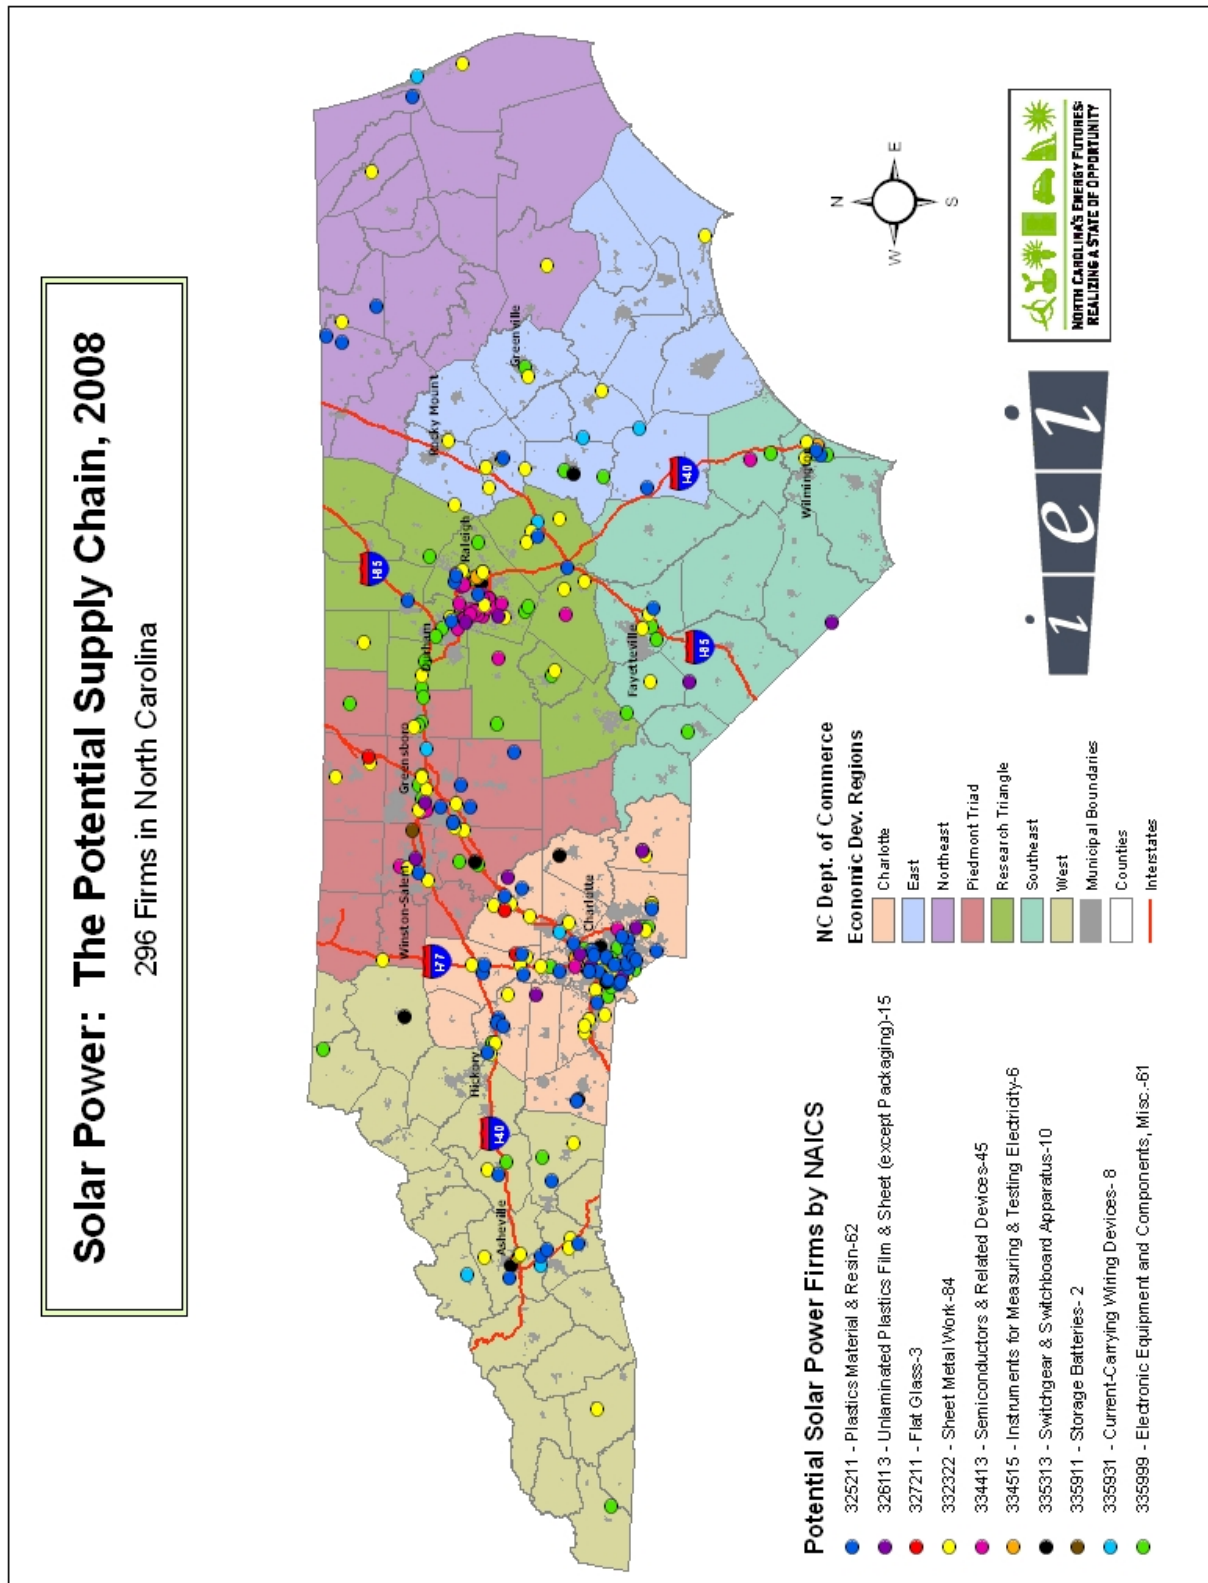 Solar Power: The Potential Supply Chain, 2008
296 Firms in North Carolina
I-77
I-85
I-40
I-40
I-85
Winston-Salem
Greensboro
Durham
Raleigh
Rocky Mount
Greenville
Hickory
Asheville
Charlotte
Fayetteville
Wilmington
N
W
E
S
Potential Solar Power Firms by NAICS
325211 - Plastics Material & Resin-62
326113 - Unlaminated Plastics Film & Sheet (except Packaging)-15
327211 - Flat Glass-3
332322 - Sheet Metal Work-84
334413 - Semiconductors & Related Devices-45
334515 - Instruments for Measuring & Testing Electricity-6
335313 - Switchgear & Switchboard Apparatus-10
335911 - Storage Batteries- 2
335931 - Current-Carrying Wiring Devices- 8
335999 - Electronic Equipment and Components, Misc.-61
NC Dept. of Commerce
Economic Dev. Regions
Charlotte
East
Northeast
Piedmont Triad
Research Triangle
Southeast
West
Municipal Boundaries
Counties
Interstates
iei
NORTH CAROLINA'S ENERGY FUTURES:
REALIZING A STATE OF OPPORTUNITY